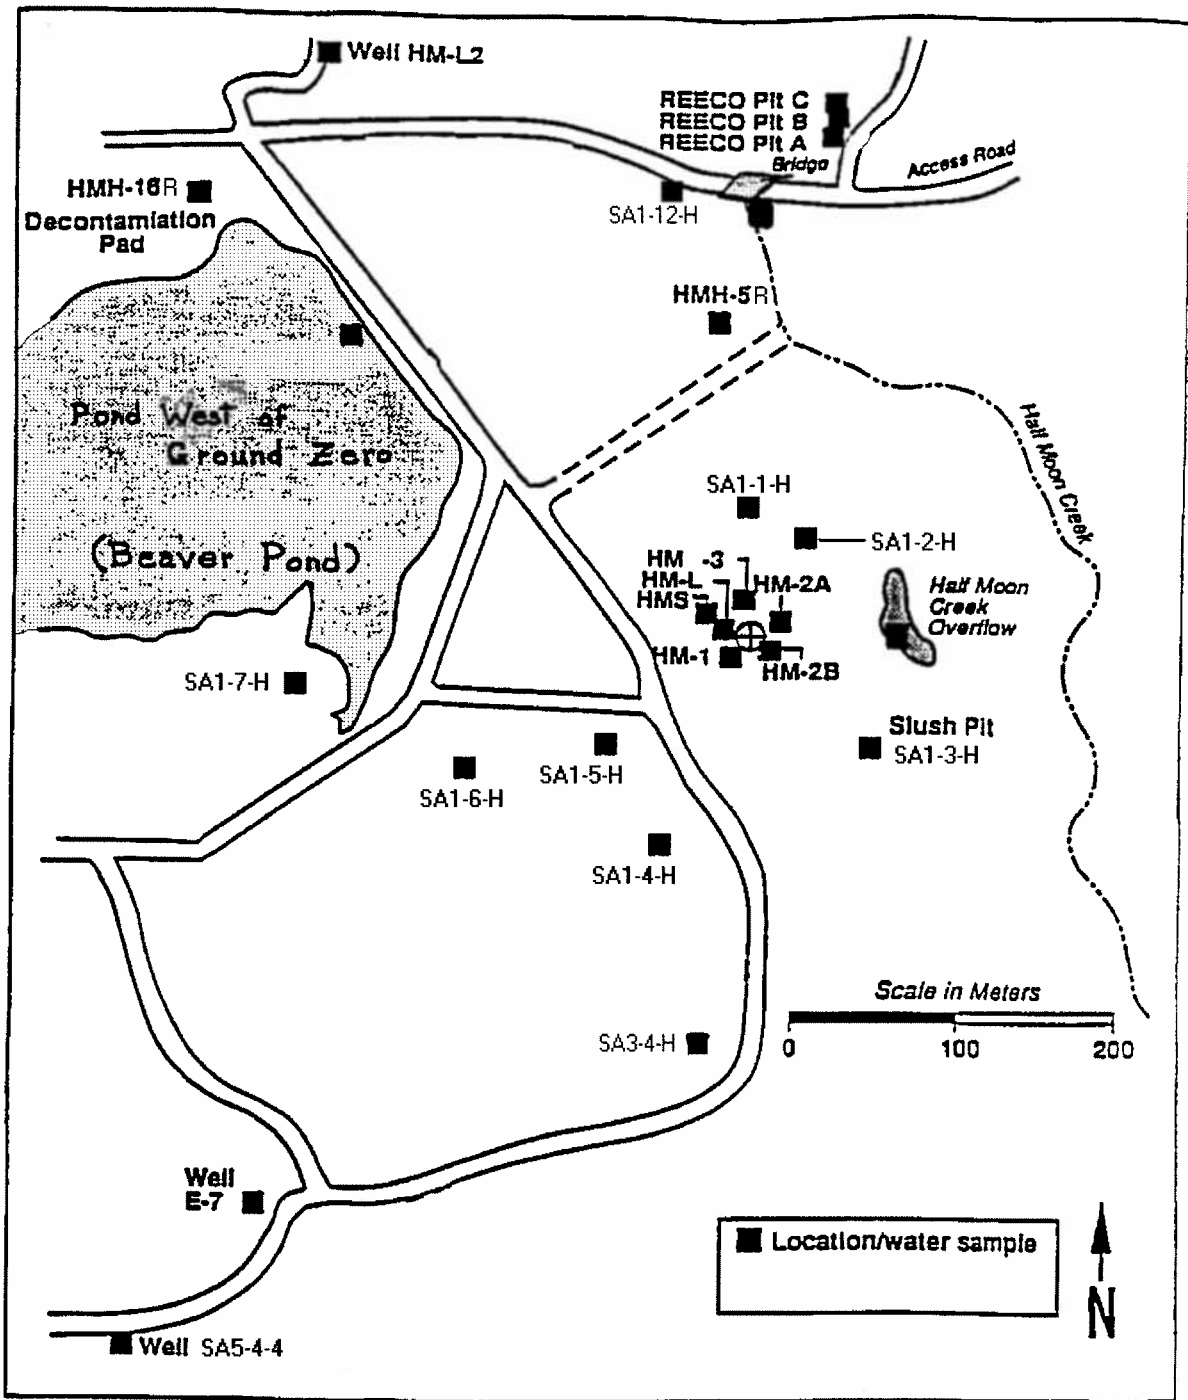 Well HM-L2
REECO Pit C
REECO Pit B
REECO Pit A
Bridge
Access Road
HMH-16R
Decontamiation
Pad
SA1-12-H
HMH-5R
Pond West of
Ground Zero
(Beaver Pond)
Half Moon Creek
SA1-1-H
SA1-2-H
HM -3
HM-L
HM-2A
HMS
Half Moon
Creek
Overflow
HM-1
HM-2B
SA1-7-H
Slush Pit
SA1-3-H
SA1-5-H
SA1-6-H
SA1-4-H
Scale in Meters
0 100 200
SA3-4-H
Well
E-7
Location/water sample
N
Well SA5-4-4